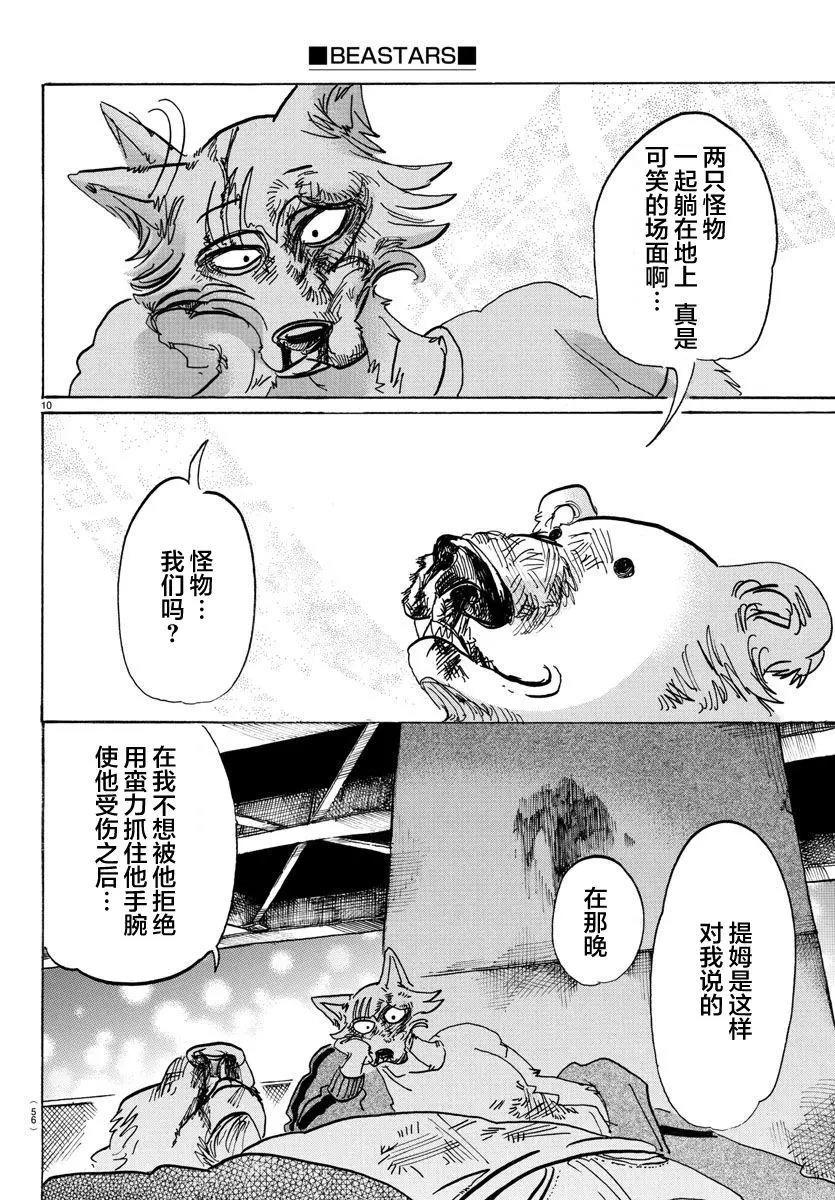 ■BEASTARS■
两只怪物
一起躺在地上 真是
可笑的场面啊…
10
怪物…
我们吗?
提姆是这样
对我说的
在那晚
在我不想被他拒绝
用蛮力抓住他手腕
使他受伤之后…
(56)